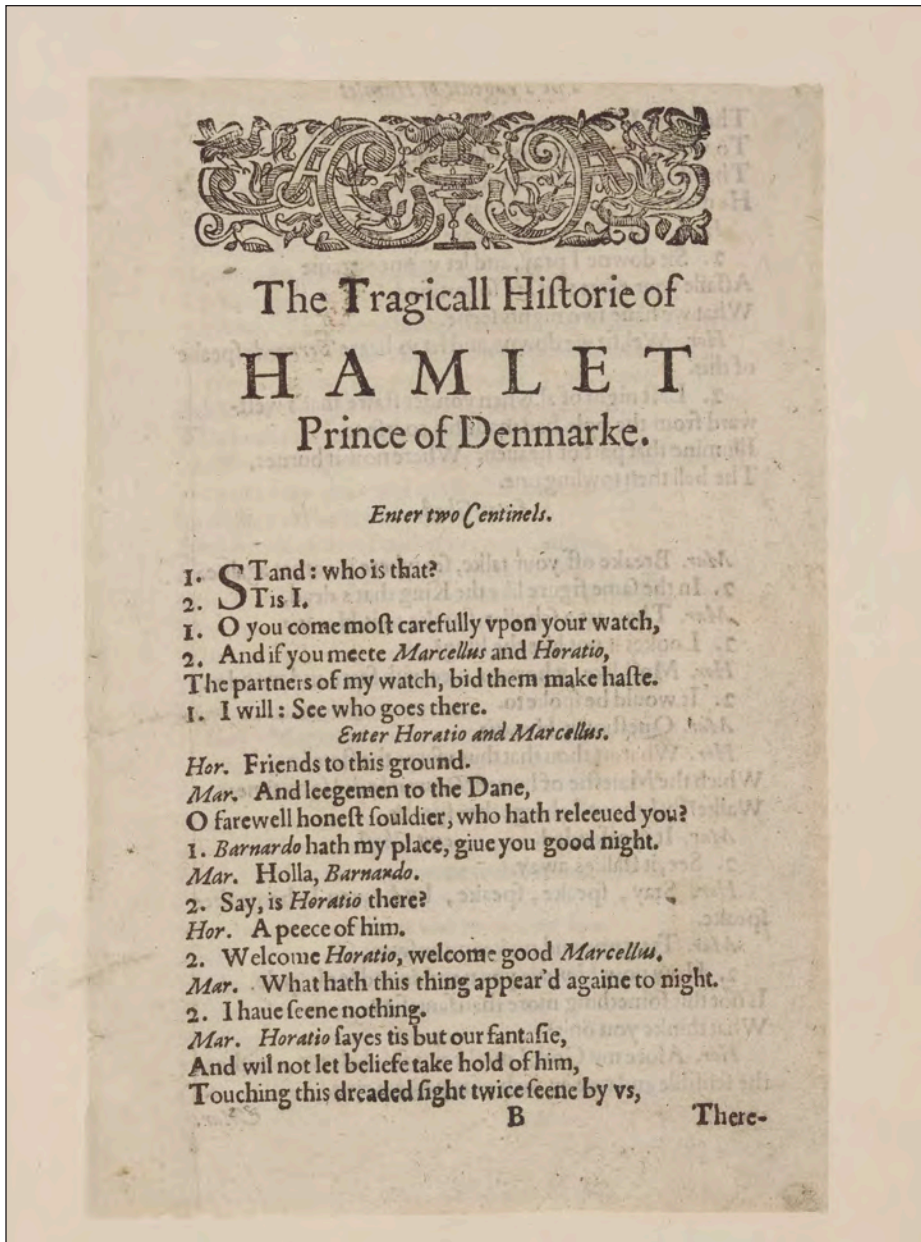 The Tragicall Hiſtorie of
HAMLET
Prince of Denmarke.
Enter two Centinels.
1. STand: who is that?
2. Tis I.
1. O you come moſt carefully vpon your watch,
2. And if you meete Marcellus and Horatio,
The partners of my watch, bid them make haſte.
1. I will: See who goes there.
Enter Horatio and Marcellus.
Hor. Friends to this ground.
Mar. And leegemen to the Dane,
O farewell honeſt ſouldier, who hath releeued you?
1. Barnardo hath my place, giue you good night.
Mar. Holla, Barnardo.
2. Say, is Horatio there?
Hor. A peece of him.
2. Welcome Horatio, welcome good Marcellus.
Mar. What hath this thing appear'd againe to night.
2. I haue ſeene nothing.
Mar. Horatio ſayes tis but our fantaſie,
And wil not let beliefe take hold of him,
Touching this dreaded ſight twice ſeene by vs,
B There-